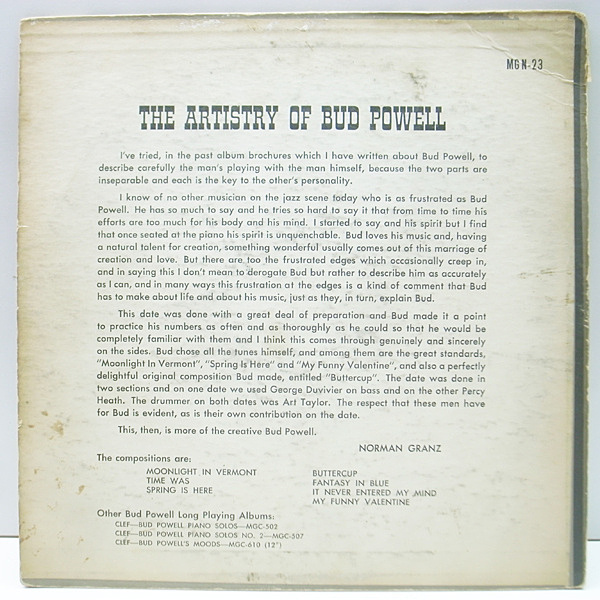 MG N-23
THE ARTISTRY OF BUD POWELL
I've tried, in the past album brochures which I have written about Bud Powell, to
describe carefully the man's playing with the man himself, because the two parts are
inseparable and each is the key to the other's personality.
I know of no other musician on the jazz scene today who is as frustrated as Bud
Powell. He has so much to say and he tries so hard to say it that from time to time his
efforts are too much for his body and his mind. I started to say and his spirit but I find
that once seated at the piano his spirit is unquenchable. Bud loves his music and, having
a natural talent for creation, something wonderful usually comes out of this marriage of
creation and love. But there are too the frustrated edges which occasionally creep in,
and in saying this I don't mean to derogate Bud but rather to describe him as accurately
as I can, and in many ways this frustration at the edges is a kind of comment that Bud
has to make about life and about his music, just as they, in turn, explain Bud.
This date was done with a great deal of preparation and Bud made it a point
to practice his numbers as often and as thoroughly as he could so that he would be
completely familiar with them and I think this comes through genuinely and sincerely
on the sides. Bud chose all the tunes himself, and among them are the great standards,
"Moonlight In Vermont", "Spring Is Here" and "My Funny Valentine", and also a perfectly
delightful original composition Bud made, entitled "Buttercup". The date was done in
two sections and on one date we used George Duvivier on bass and on the other Percy
Heath. The drummer on both dates was Art Taylor. The respect that these men have
for Bud is evident, as is their own contribution on the date.
This, then, is more of the creative Bud Powell.
NORMAN GRANZ
The compositions are:
MOONLIGHT IN VERMONT
TIME WAS
SPRING IS HERE
BUTTERCUP
FANTASY IN BLUE
IT NEVER ENTERED MY MIND
MY FUNNY VALENTINE
Other Bud Powell Long Playing Albums:
CLEF—BUD POWELL PIANO SOLOS—MGC-502
CLEF—BUD POWELL PIANO SOLOS NO. 2—MGC-507
CLEF—BUD POWELL'S MOODS—MGC-610 (12")